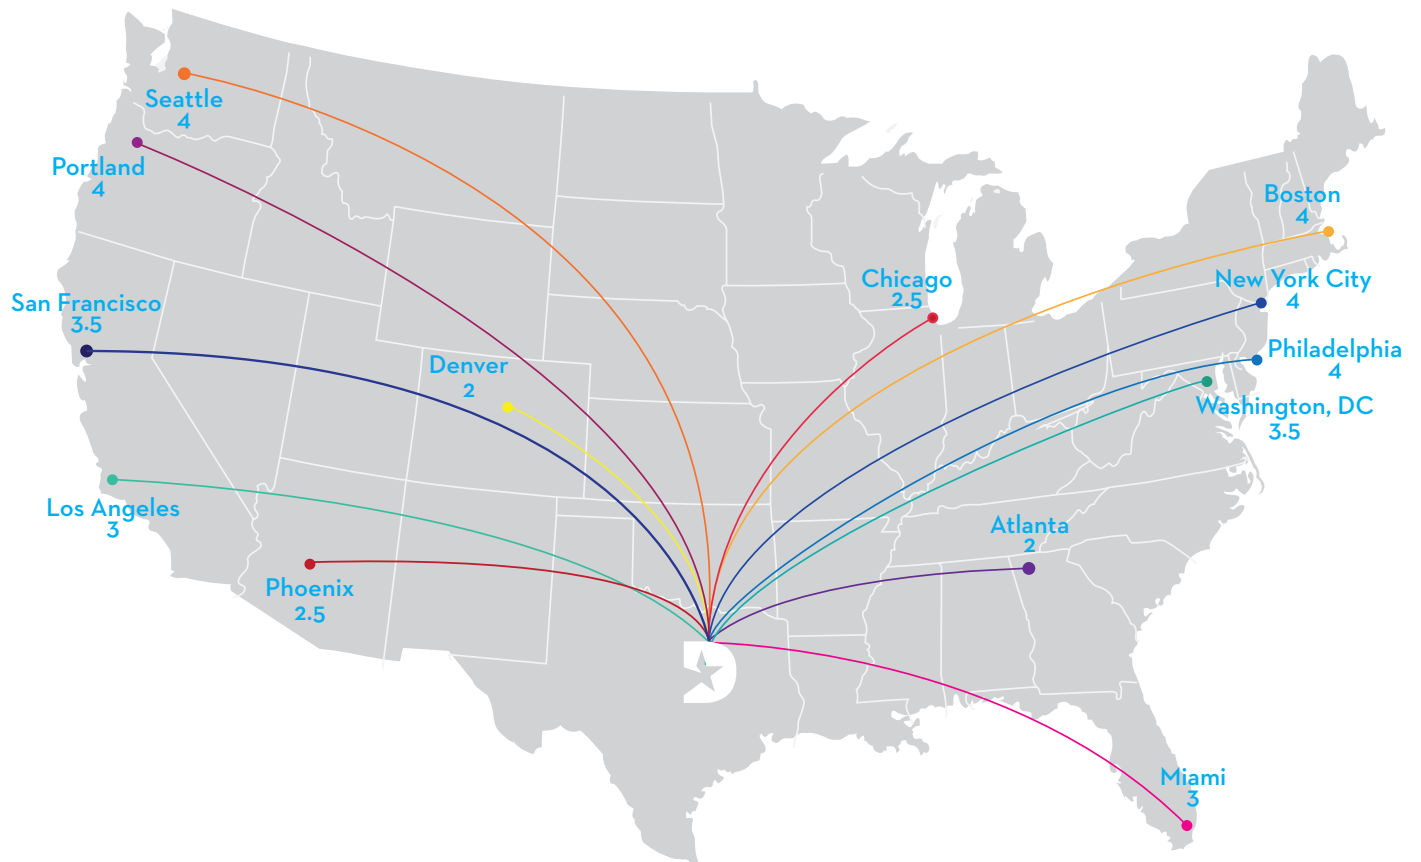 Seattle
4
Portland
4
Boston
4
Chicago
2.5
New York City
4
San Francisco
3.5
Philadelphia
4
Denver
2
Washington, DC
3.5
Los Angeles
3
Atlanta
2
Phoenix
2.5
D
Miami
3